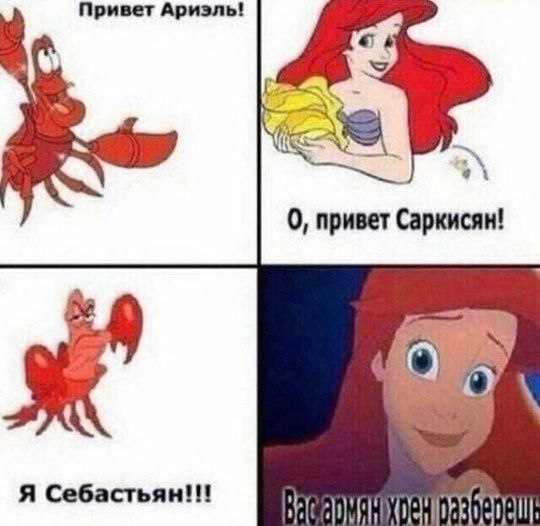 Привет Ариэль!
О, привет Саркисян!
Я Себастьян!!!
Вас армян хрен разберешь